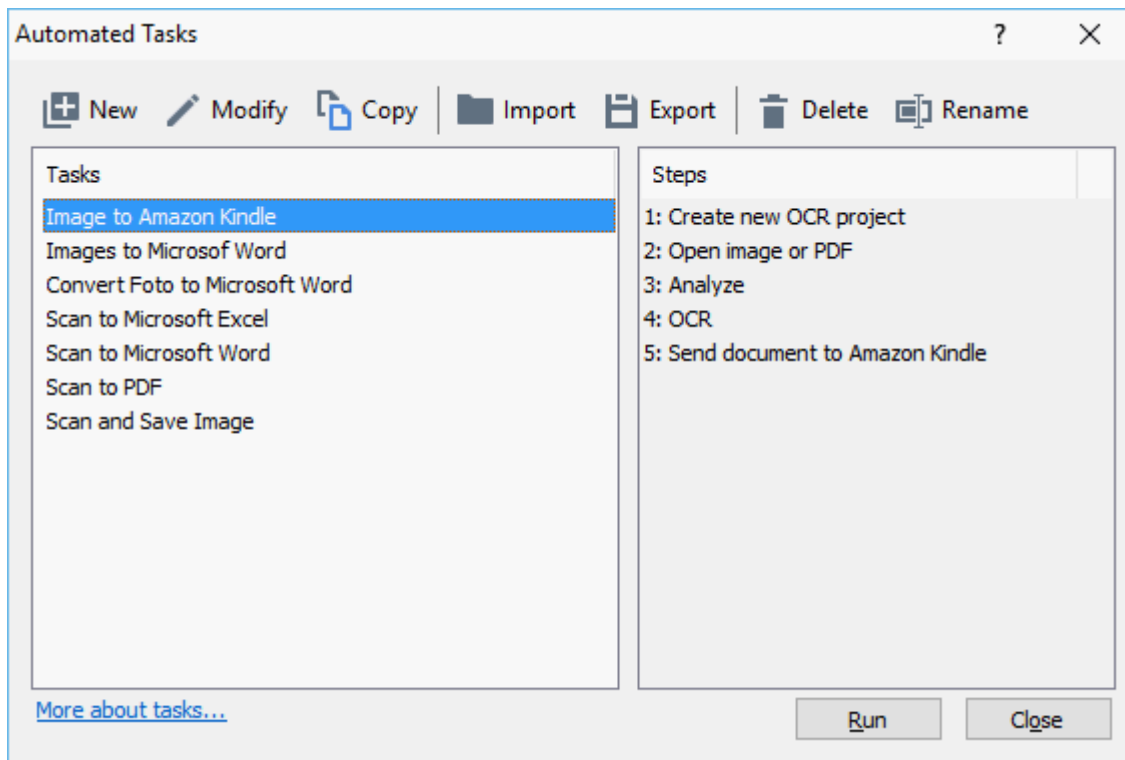 Automated Tasks ?
New Modify Copy Import Export Delete Rename
Tasks
Image to Amazon Kindle
Images to Microsof Word
Convert Foto to Microsoft Word
Scan to Microsoft Excel
Scan to Microsoft Word
Scan to PDF
Scan and Save Image
Steps
1: Create new OCR project
2: Open image or PDF
3: Analyze
4: OCR
5: Send document to Amazon Kindle
More about tasks...
Run Close